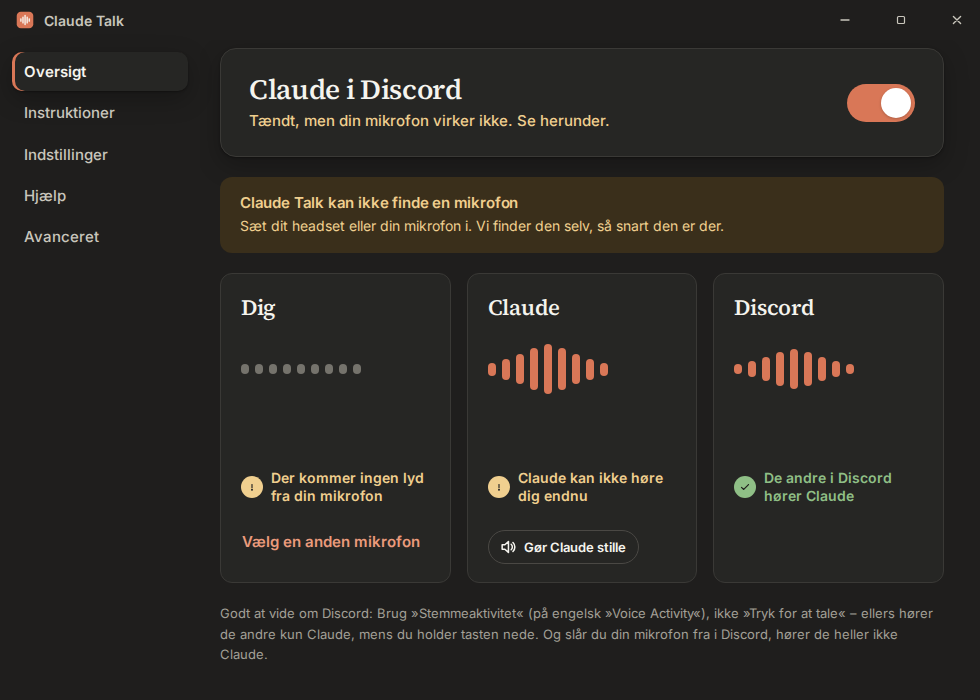 Claude Talk
Oversigt
Instruktioner
Indstillinger
Hjælp
Avanceret
Claude i Discord
Tændt, men din mikrofon virker ikke. Se herunder.
Claude Talk kan ikke finde en mikrofon
Sæt dit headset eller din mikrofon i. Vi finder den selv, så snart den er der.
Dig
Der kommer ingen lyd
fra din mikrofon
Vælg en anden mikrofon
Claude
Claude kan ikke høre
dig endnu
Gør Claude stille
Discord
De andre i Discord
hører Claude
Godt at vide om Discord: Brug »Stemmeaktivitet« (på engelsk »Voice Activity«), ikke »Tryk for at tale« – ellers hører
de andre kun Claude, mens du holder tasten nede. Og slår du din mikrofon fra i Discord, hører de heller ikke
Claude.